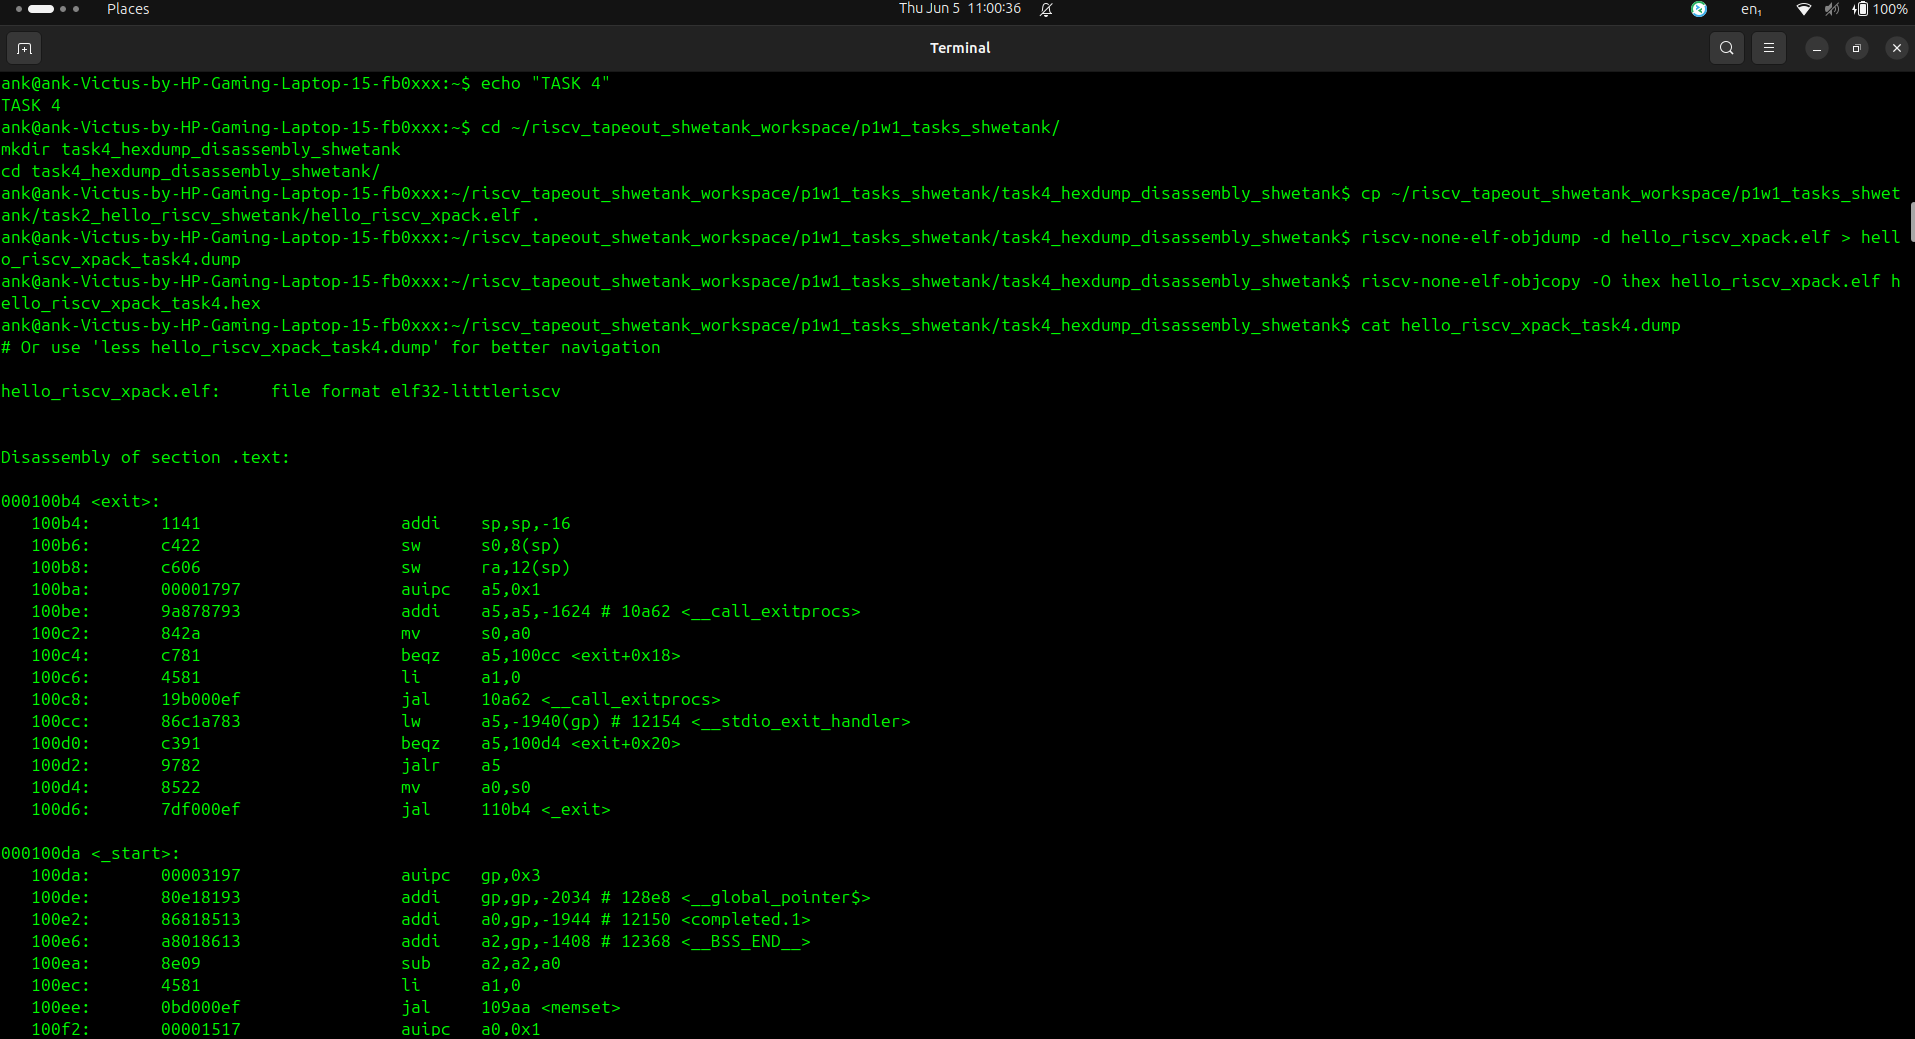 Places
Thu Jun 5 11:00:36
en₁
100%
Terminal
ank@ank-Victus-by-HP-Gaming-Laptop-15-fb0xxx:~$ echo "TASK 4"
TASK 4
ank@ank-Victus-by-HP-Gaming-Laptop-15-fb0xxx:~$ cd ~/riscv_tapeout_shwetank_workspace/p1w1_tasks_shwetank/
mkdir task4_hexdump_disassembly_shwetank
cd task4_hexdump_disassembly_shwetank/
ank@ank-Victus-by-HP-Gaming-Laptop-15-fb0xxx:~/riscv_tapeout_shwetank_workspace/p1w1_tasks_shwetank/task4_hexdump_disassembly_shwetank$ cp ~/riscv_tapeout_shwetank_workspace/p1w1_tasks_shwet
ank/task2_hello_riscv_shwetank/hello_riscv_xpack.elf .
ank@ank-Victus-by-HP-Gaming-Laptop-15-fb0xxx:~/riscv_tapeout_shwetank_workspace/p1w1_tasks_shwetank/task4_hexdump_disassembly_shwetank$ riscv-none-elf-objdump -d hello_riscv_xpack.elf > hell
o_riscv_xpack_task4.dump
ank@ank-Victus-by-HP-Gaming-Laptop-15-fb0xxx:~/riscv_tapeout_shwetank_workspace/p1w1_tasks_shwetank/task4_hexdump_disassembly_shwetank$ riscv-none-elf-objcopy -O ihex hello_riscv_xpack.elf h
ello_riscv_xpack_task4.hex
ank@ank-Victus-by-HP-Gaming-Laptop-15-fb0xxx:~/riscv_tapeout_shwetank_workspace/p1w1_tasks_shwetank/task4_hexdump_disassembly_shwetank$ cat hello_riscv_xpack_task4.dump
# Or use 'less hello_riscv_xpack_task4.dump' for better navigation
hello_riscv_xpack.elf:     file format elf32-littleriscv
Disassembly of section .text:
000100b4 <exit>:
100b4: 1141 addi sp,sp,-16
100b6: c422 sw s0,8(sp)
100b8: c606 sw ra,12(sp)
100ba: 00001797 auipc a5,0x1
100be: 9a878793 addi a5,a5,-1624 # 10a62 <__call_exitprocs>
100c2: 842a mv s0,a0
100c4: c781 beqz a5,100cc <exit+0x18>
100c6: 4581 li a1,0
100c8: 19b000ef jal 10a62 <__call_exitprocs>
100cc: 86c1a783 lw a5,-1940(gp) # 12154 <__stdio_exit_handler>
100d0: c391 beqz a5,100d4 <exit+0x20>
100d2: 9782 jalr a5
100d4: 8522 mv a0,s0
100d6: 7df000ef jal 110b4 <_exit>
000100da <_start>:
100da: 00003197 auipc gp,0x3
100de: 80e18193 addi gp,gp,-2034 # 128e8 <__global_pointer$>
100e2: 86818513 addi a0,gp,-1944 # 12150 <completed.1>
100e6: a8018613 addi a2,gp,-1408 # 12368 <__BSS_END__>
100ea: 8e09 sub a2,a2,a0
100ec: 4581 li a1,0
100ee: 0bd000ef jal 109aa <memset>
100f2: 00001517 auipc a0,0x1